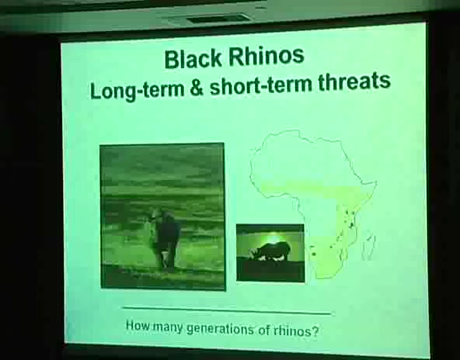 Black Rhinos
Long-term & short-term threats
How many generations of rhinos?